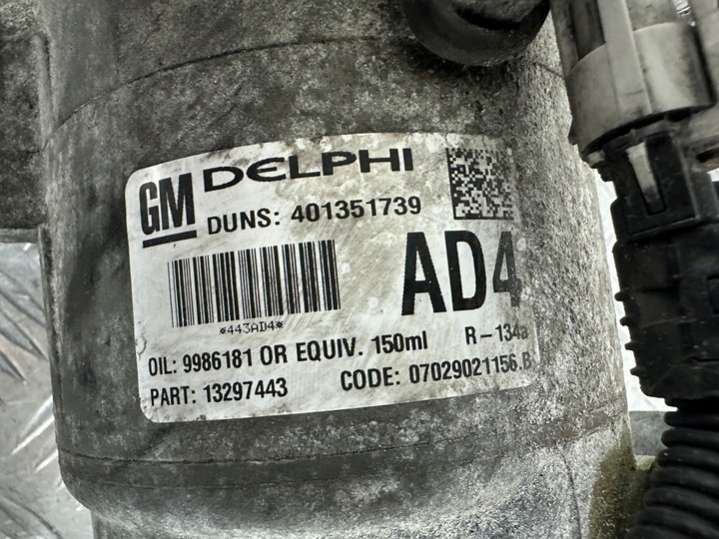 GM DELPHI
DUNS: 401351739
AD4
*443AD4*
OIL: 9986181 OR EQUIV. 150ml R-134a
PART: 13297443 CODE: 07029021156.B